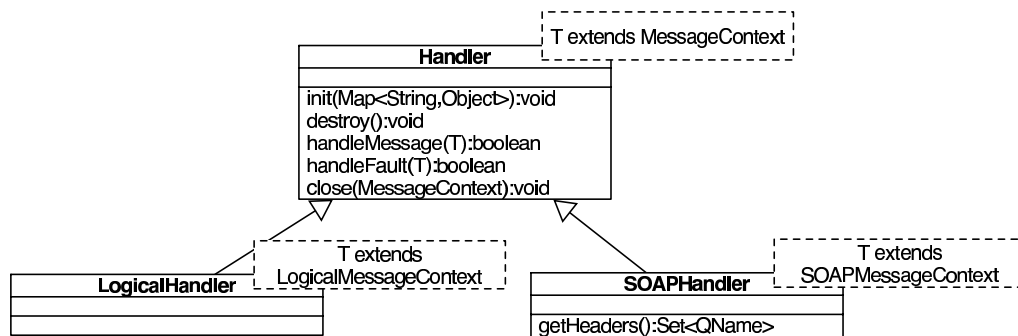 T extends MessageContext
Handler
init(Map<String,Object>):void
destroy():void
handleMessage(T):boolean
handleFault(T):boolean
close(MessageContext):void
T extends
LogicalMessageContext
LogicalHandler
T extends
SOAPMessageContext
SOAPHandler
getHeaders():Set<QName>